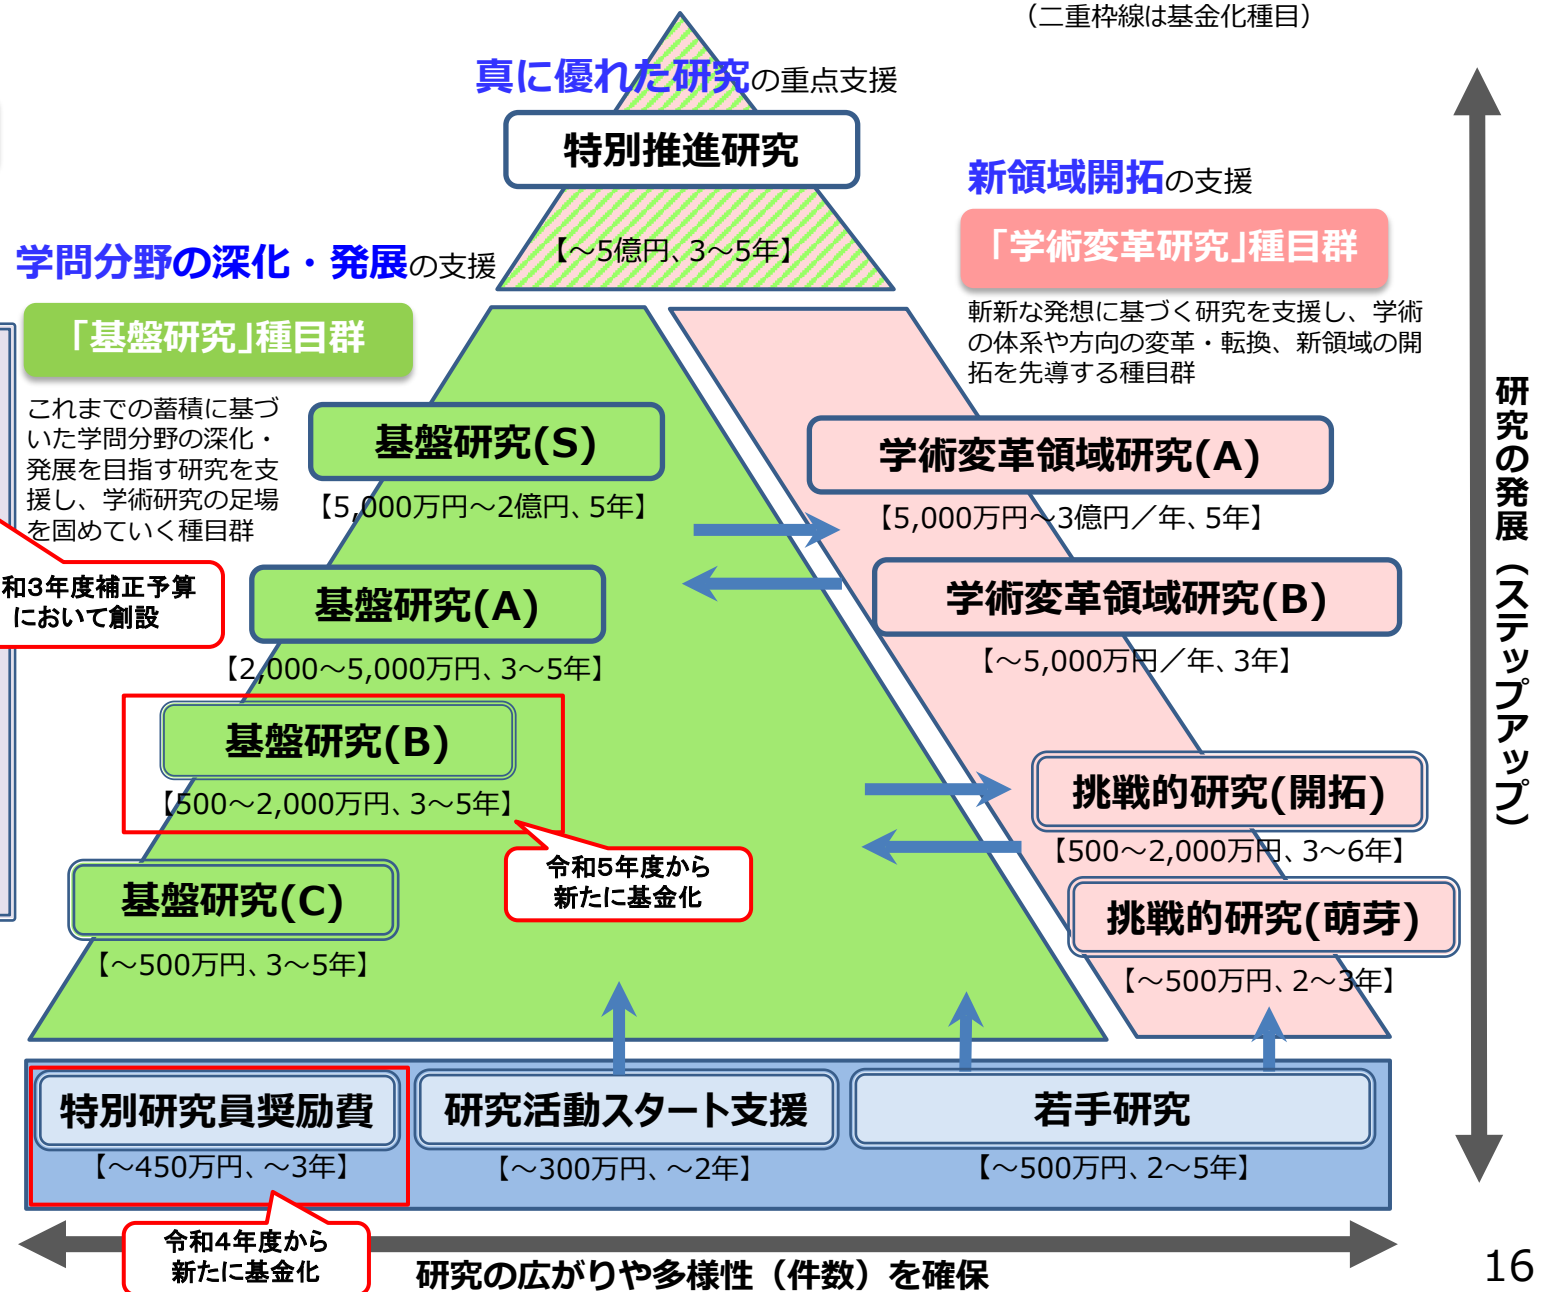 （二重枠線は基金化種目）
真に優れた研究の重点支援
特別推進研究
【～5億円、3～5年】
新領域開拓の支援
「学術変革研究」種目群
斬新な発想に基づく研究を支援し、学術
の体系や方向の変革・転換、新領域の開
拓を先導する種目群
学問分野の深化・発展の支援
「基盤研究」種目群
これまでの蓄積に基づ
いた学問分野の深化・
発展を目指す研究を支
援し、学術研究の足場
を固めていく種目群
和3年度補正予算
において創設
基盤研究(S)
【5,000万円～2億円、5年】
学術変革領域研究(A)
【5,000万円～3億円／年、5年】
基盤研究(A)
【2,000～5,000万円、3～5年】
学術変革領域研究(B)
【～5,000万円／年、3年】
基盤研究(B)
【500～2,000万円、3～5年】
令和5年度から
新たに基金化
挑戦的研究(開拓)
【500～2,000万円、3～6年】
基盤研究(C)
【～500万円、3～5年】
挑戦的研究(萌芽)
【～500万円、2～3年】
特別研究員奨励費
【～450万円、～3年】
令和4年度から
新たに基金化
研究活動スタート支援
【～300万円、～2年】
若手研究
【～500万円、2～5年】
研究の発展（ステップアップ）
研究の広がりや多様性（件数）を確保
16